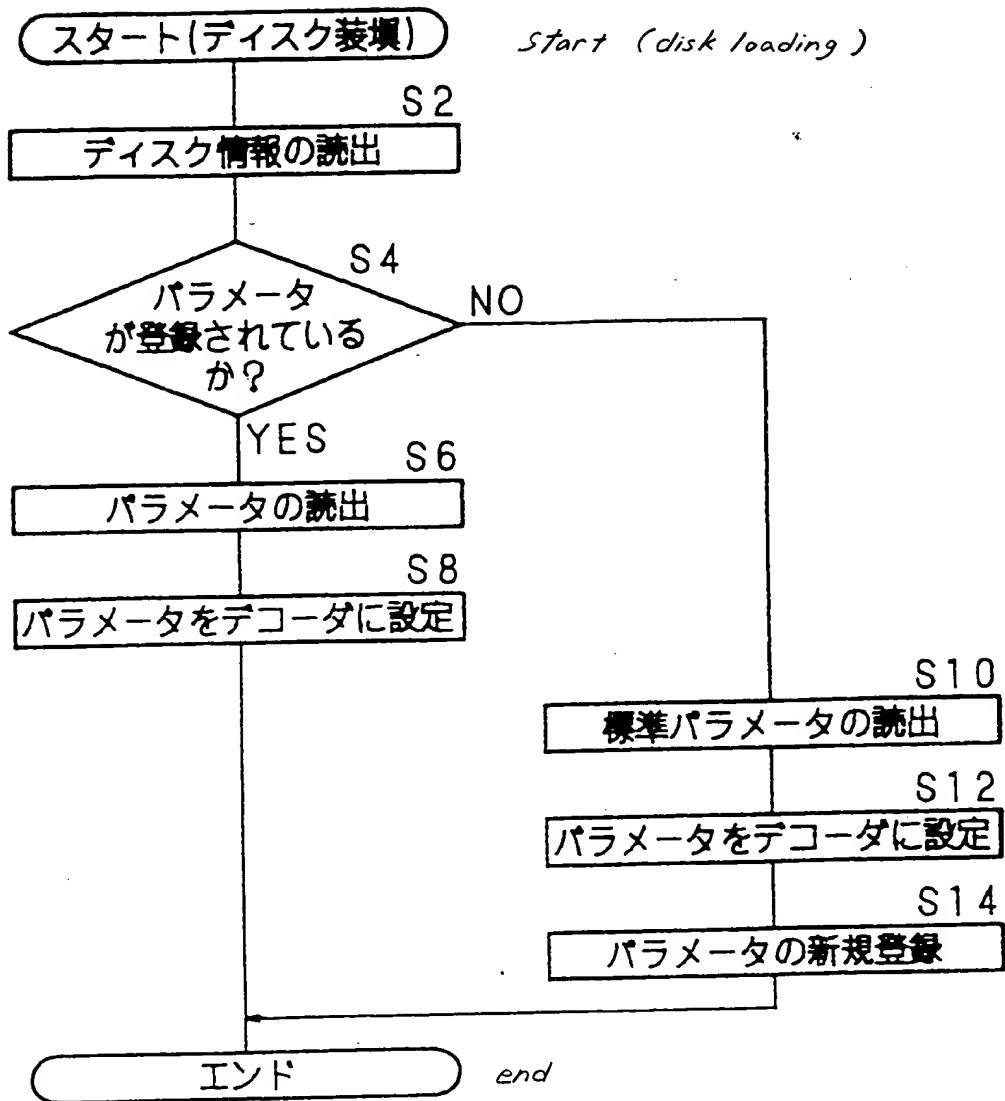 スタート(ディスク装填)
Start (disk loading)
S2
ディスク情報の読出
S4
パラメータ
が登録されている
か?
NO
YES
S6
パラメータの読出
S8
パラメータをデコーダに設定
S10
標準パラメータの読出
S12
パラメータをデコーダに設定
S14
パラメータの新規登録
エンド
end